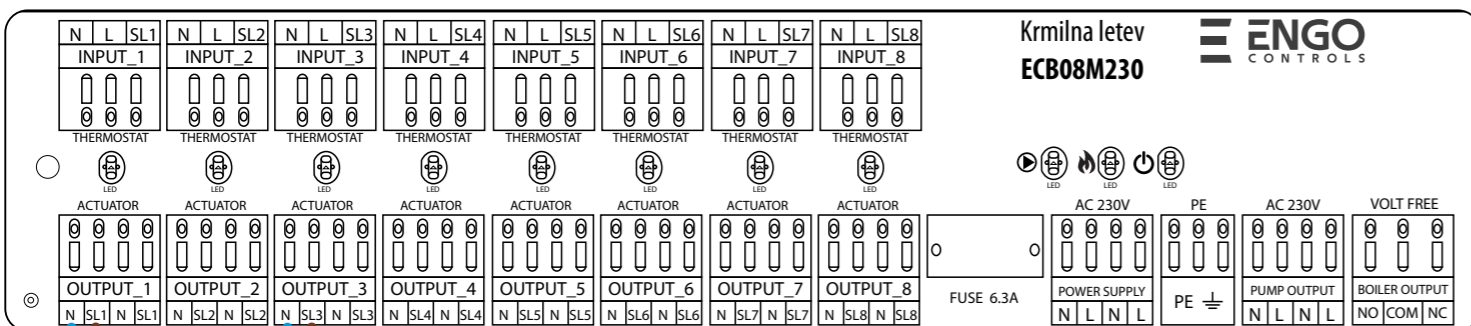 N L SL1 N L SL2 N L SL3 N L SL4 N L SL5 N L SL6 N L SL7 N L SL8
INPUT_1 INPUT_2 INPUT_3 INPUT_4 INPUT_5 INPUT_6 INPUT_7 INPUT_8
THERMOSTAT THERMOSTAT THERMOSTAT THERMOSTAT THERMOSTAT THERMOSTAT THERMOSTAT THERMOSTAT
Krmilna letev
ECB08M230
ENGO
CONTROLS
LED LED LED LED LED LED LED LED LED LED LED
ACTUATOR ACTUATOR ACTUATOR ACTUATOR ACTUATOR ACTUATOR ACTUATOR ACTUATOR AC 230V PE AC 230V VOLT FREE
OUTPUT_1 OUTPUT_2 OUTPUT_3 OUTPUT_4 OUTPUT_5 OUTPUT_6 OUTPUT_7 OUTPUT_8 FUSE 6.3A POWER SUPPLY PE PUMP OUTPUT BOILER OUTPUT
N SL1 N SL1 N SL2 N SL2 N SL3 N SL3 N SL4 N SL4 N SL5 N SL5 N SL6 N SL6 N SL7 N SL7 N SL8 N SL8 N L N L N L N L NO COM NC